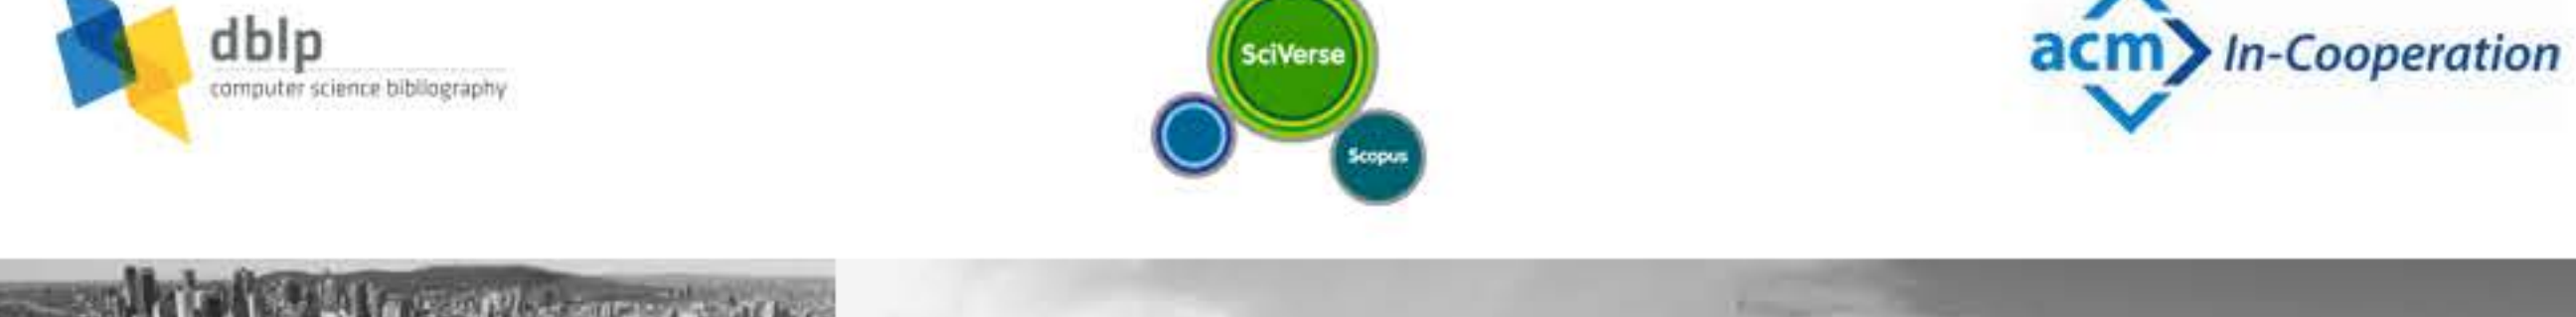 dblp
computer science bibliography
SciVerse
Scopus
acm In-Cooperation